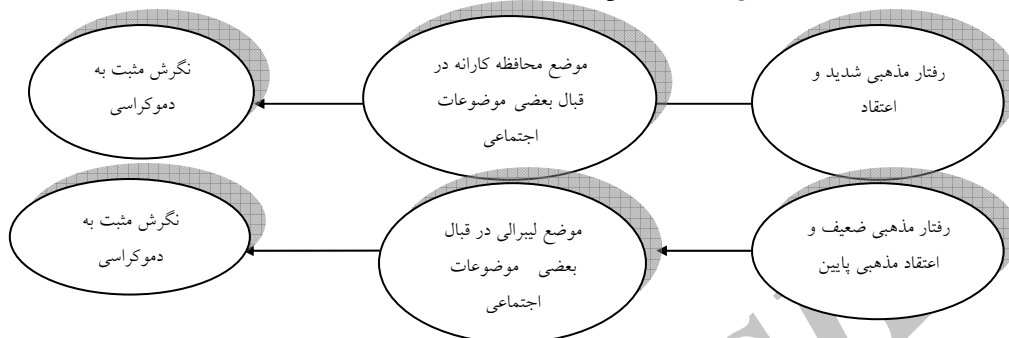 رفتار مذهبی شدید و
اعتقاد
موضع محافظه کارانه در
قبال بعضی موضوعات
اجتماعی
نگرش مثبت به
دموکراسی
رفتار مذهبی ضعیف و
اعتقاد مذهبی پایین
موضع لیبرالی در قبال
بعضی موضوعات
اجتماعی
نگرش مثبت به
دموکراسی